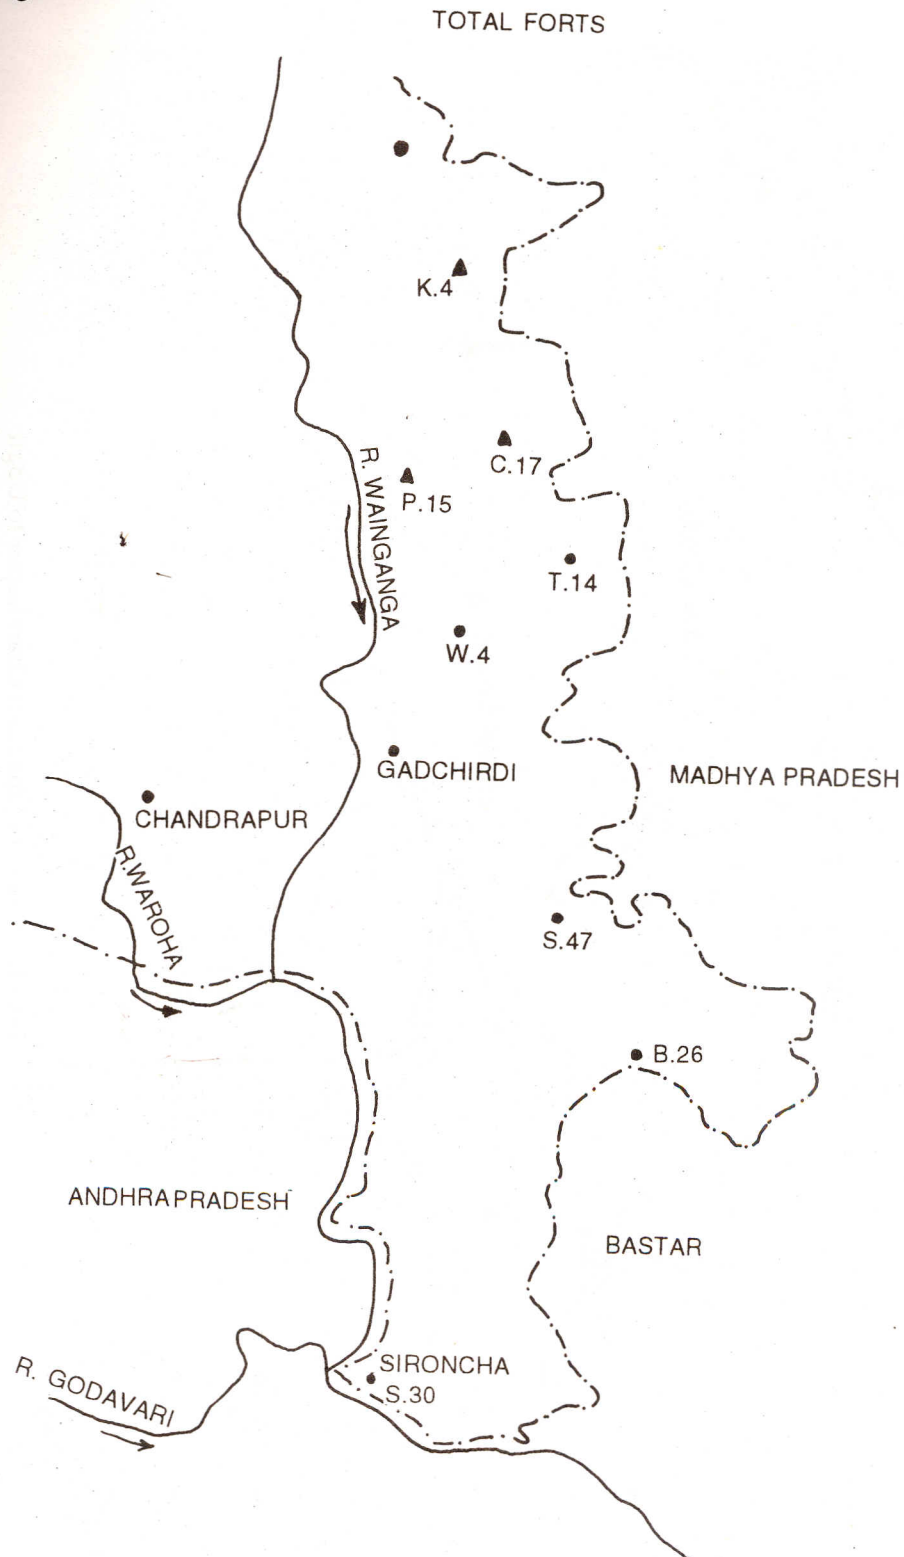 TOTAL FORTS
K.4
C.17
P.15
R. WAINGANGA
T.14
W.4
GADCHIRDI
MADHYA PRADESH
CHANDRAPUR
R.WAROHA
S.47
B.26
ANDHRAPRADESH
BASTAR
SIRONCHA
S.30
R. GODAVARI